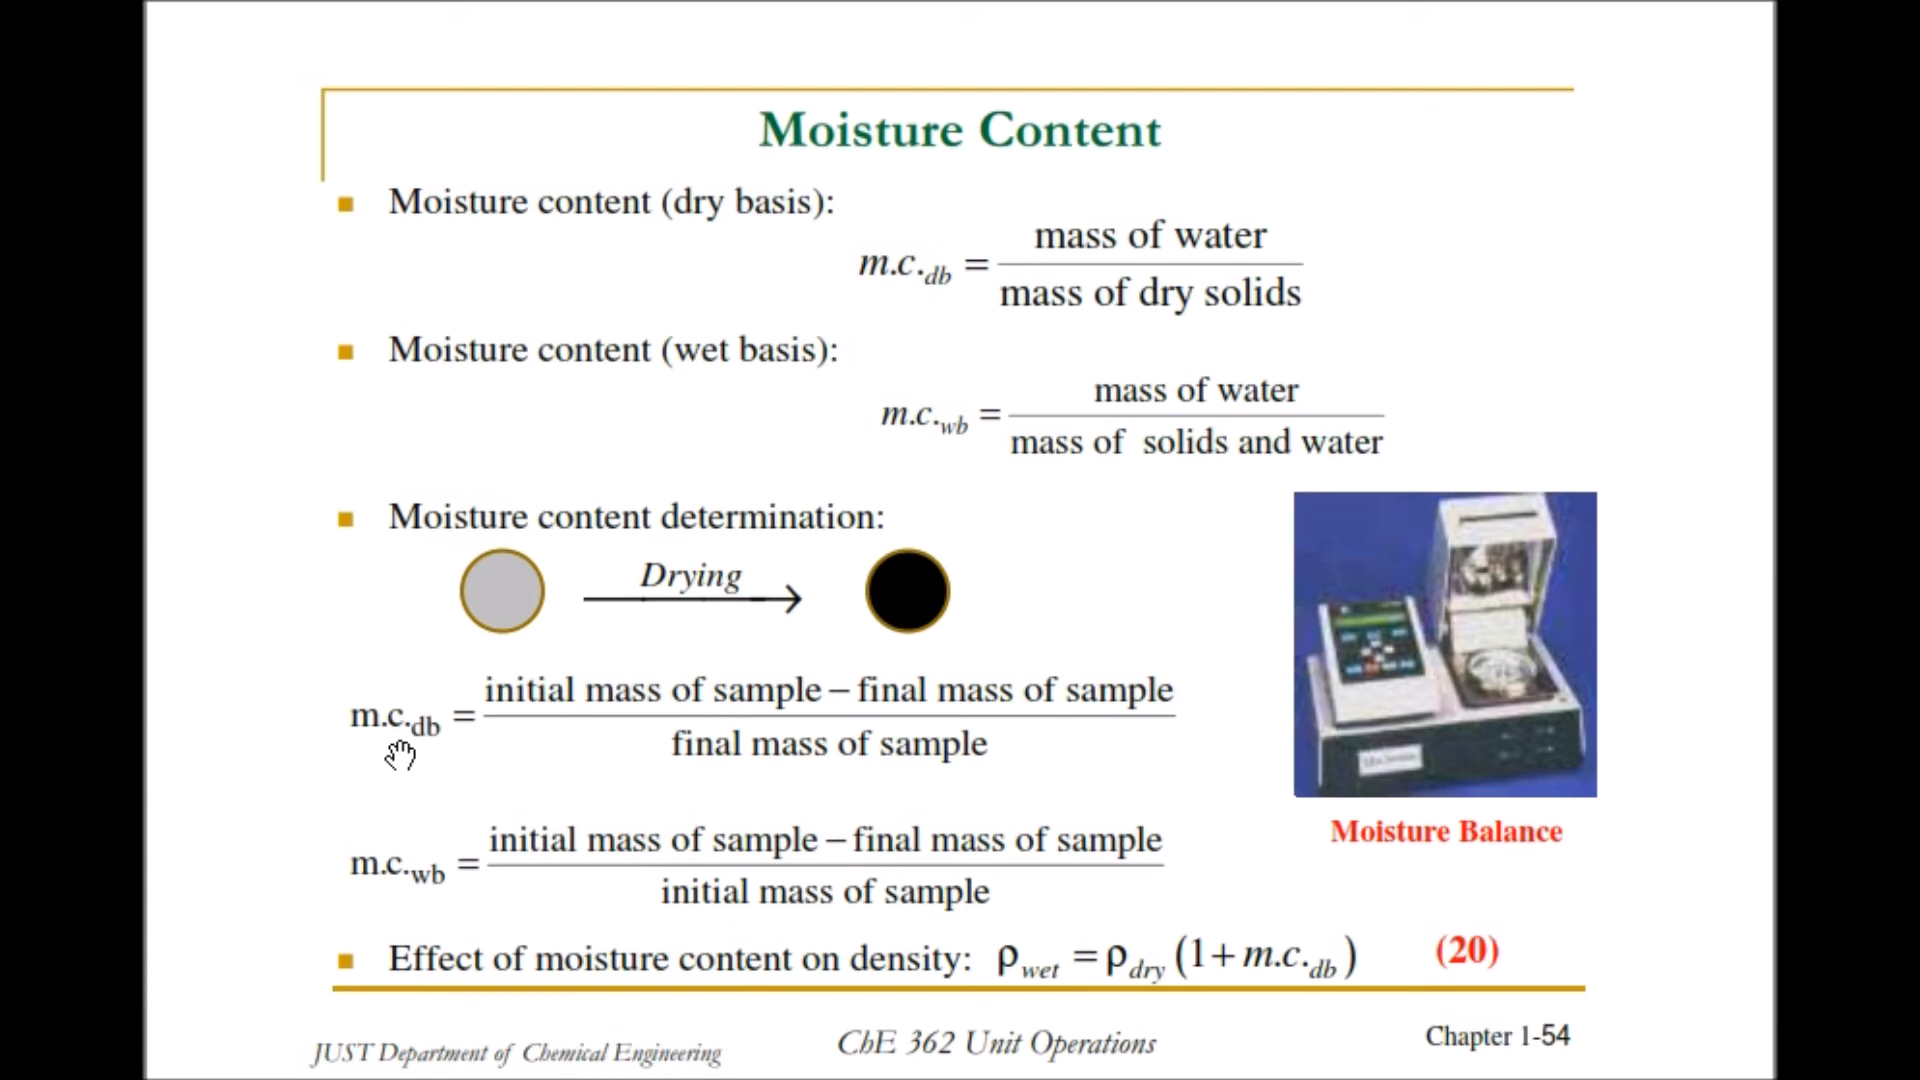 Moisture Content
Moisture content (dry basis):
m.c.db = mass of water / mass of dry solids
Moisture content (wet basis):
m.c.wb = mass of water / mass of solids and water
Moisture content determination:
Drying
m.c.db = initial mass of sample − final mass of sample / final mass of sample
Moisture Balance
m.c.wb = initial mass of sample − final mass of sample / initial mass of sample
Effect of moisture content on density: ρwet = ρdry (1 + m.c.db) (20)
JUST Department of Chemical Engineering
ChE 362 Unit Operations
Chapter 1-54